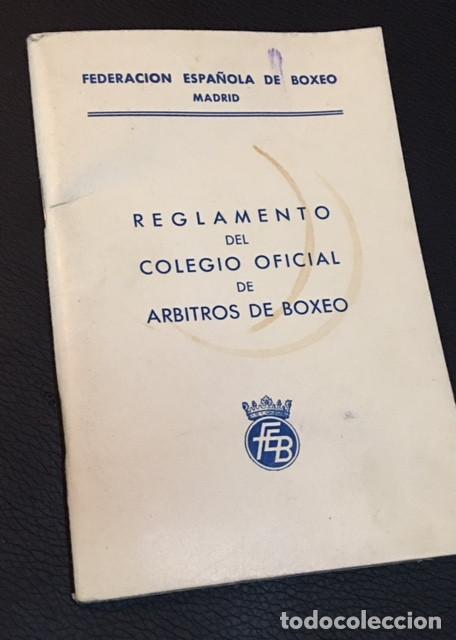 FEDERACION ESPAÑOLA DE BOXEO
MADRID
REGLAMENTO
DEL
COLEGIO OFICIAL
DE
ARBITROS DE BOXEO
FEB
todocoleccion